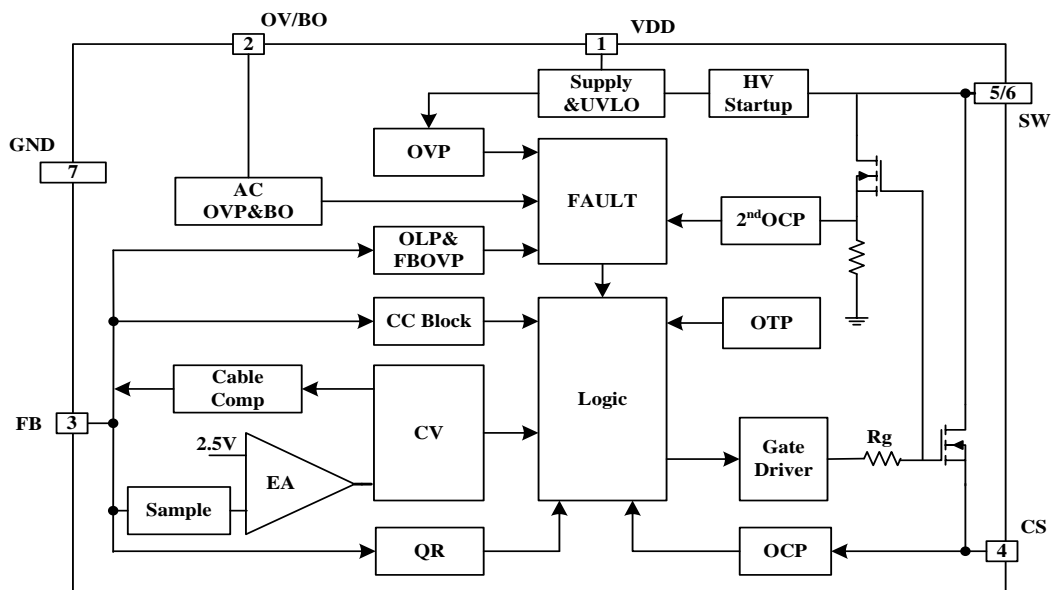 OV/BO
VDD
2
1
Supply
&UVLO
HV
Startup
5/6
SW
GND
7
OVP
AC
OVP&BO
FAULT
2nd OCP
OLP&
FBOVP
CC Block
OTP
Cable
Comp
Logic
FB
3
CV
2.5V
EA
Gate
Driver
Rg
Sample
QR
OCP
CS
4